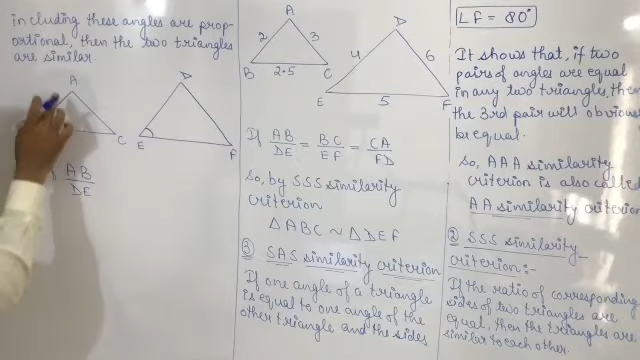 in cluding these angles are prop-
ortional, then the two triangles
are similar.
A
C
D
E
F
AB
DE
A
2
3
B
2.5
C
D
4
6
E
5
F
If AB/DE = BC/EF = CA/FD
So, by SSS similarity
criterion
△ABC ~ △DEF
③ SAS similarity criterion
If one angle of a triangle
is equal to one angle of the
other triangle and the sides
∠F = 80°
It shows that, if two
pairs of angles are equal
in any two triangles, then
the 3rd pair will obvious
be equal.
So, AAA similarity
criterion is also called
AA similarity criterion
② SSS similarity
criterion:-
If the ratio of corresponding
sides of two triangles are
equal, then the triangles are
similar to each other.